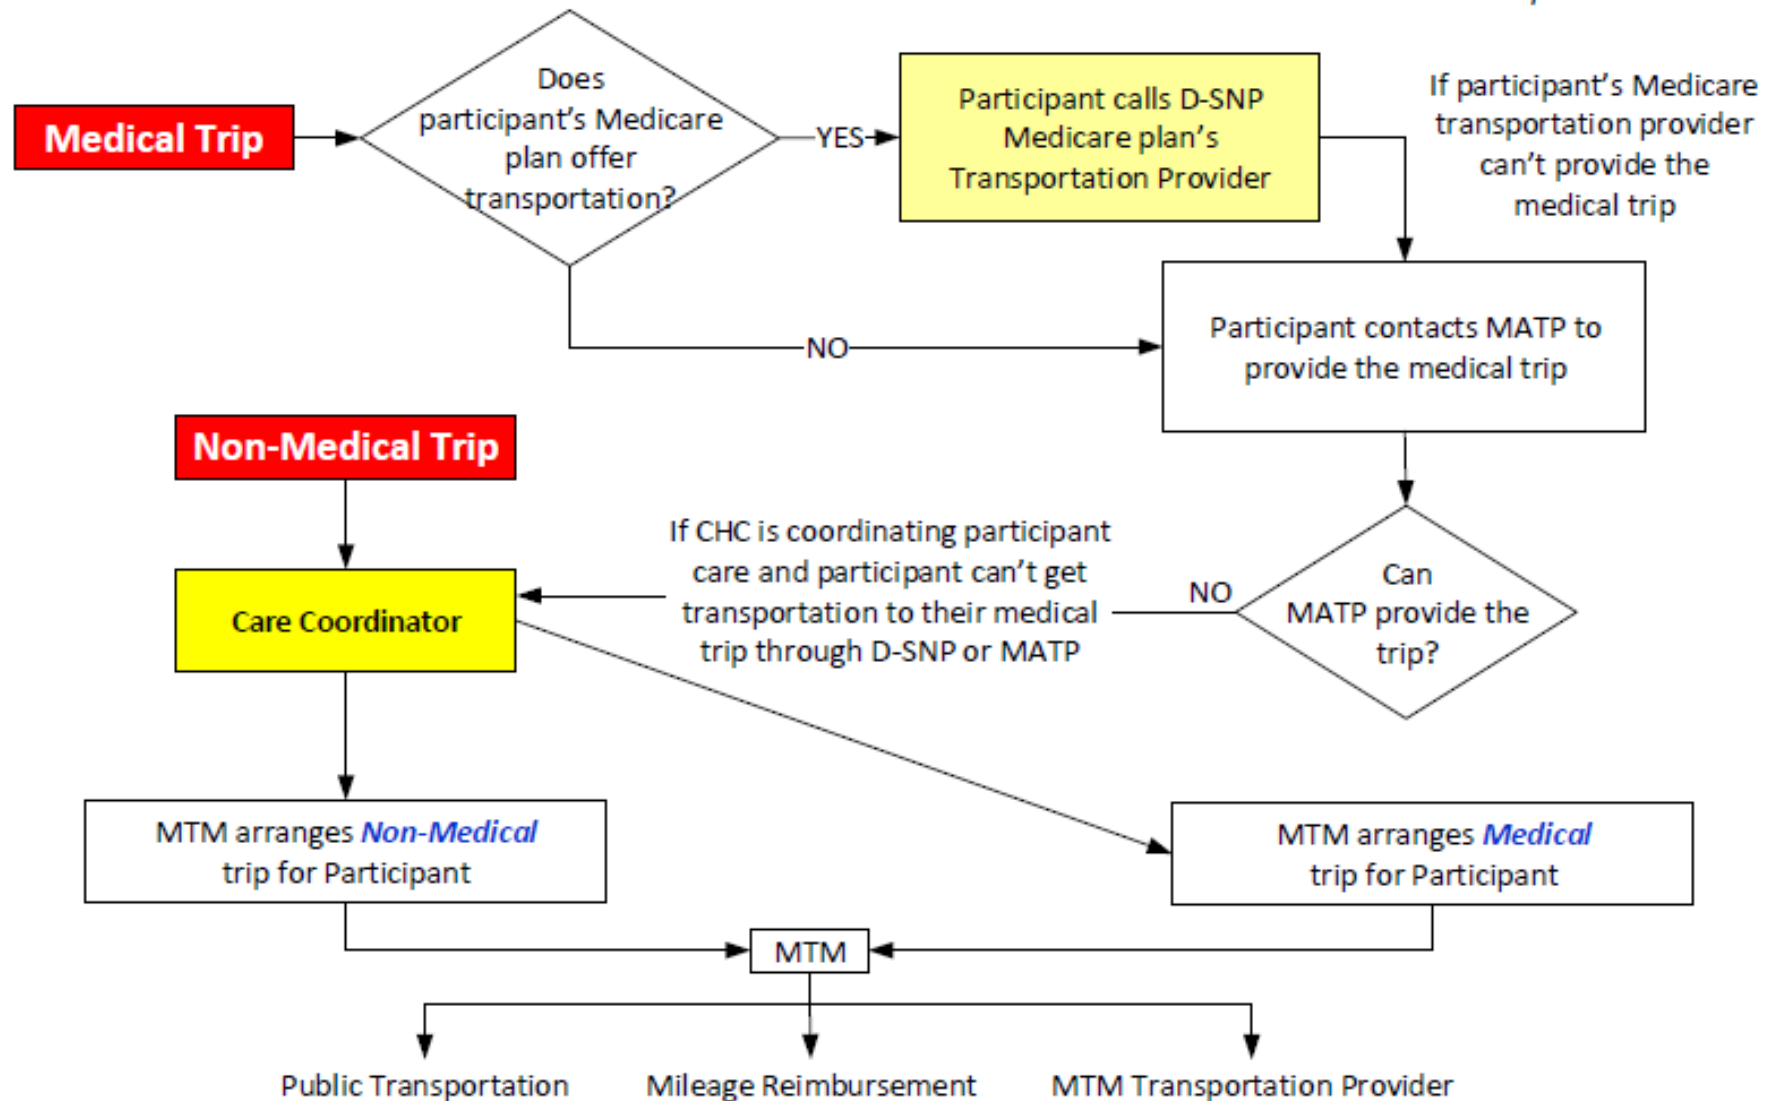 Medical Trip
Does
participant's Medicare
plan offer
transportation?
YES
Participant calls D-SNP
Medicare plan's
Transportation Provider
If participant's Medicare
transportation provider
can't provide the
medical trip
NO
Participant contacts MATP to
provide the medical trip
Non-Medical Trip
Care Coordinator
If CHC is coordinating participant
care and participant can't get
transportation to their medical
trip through D-SNP or MATP
NO
Can
MATP provide the
trip?
MTM arranges Non-Medical
trip for Participant
MTM arranges Medical
trip for Participant
MTM
Public Transportation
Mileage Reimbursement
MTM Transportation Provider